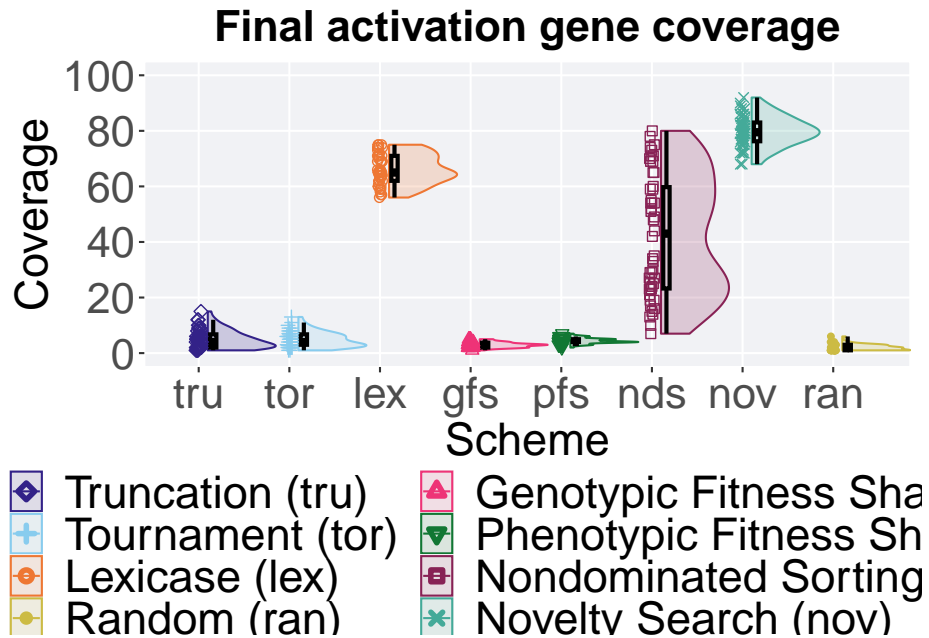 Final activation gene coverage
Coverage
100
80
60
40
20
0
tru tor lex gfs pfs nds nov ran
Scheme
Truncation (tru)
Tournament (tor)
Lexicase (lex)
Random (ran)
Genotypic Fitness Sha
Phenotypic Fitness Sh
Nondominated Sorting
Novelty Search (nov)